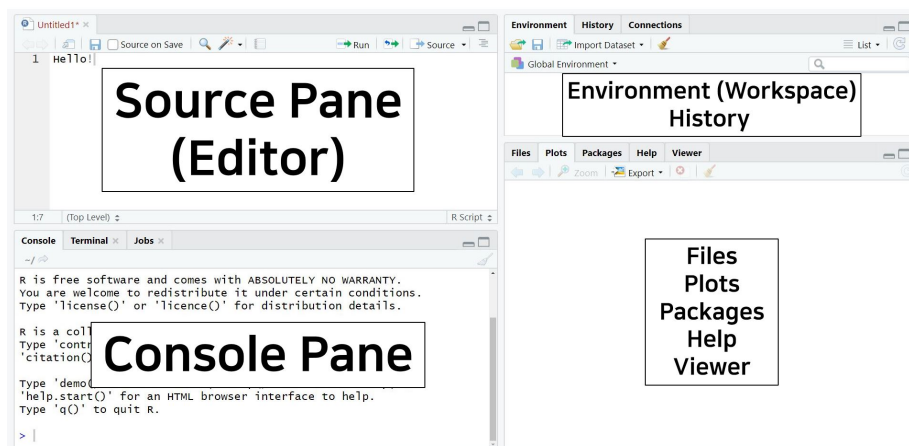 Untitled1*
Source on Save
Run
Source
1 Hello!
Source Pane
(Editor)
1:7 (Top Level) R Script
Console Terminal Jobs
~/
R is free software and comes with ABSOLUTELY NO WARRANTY.
You are welcome to redistribute it under certain conditions.
Type 'license()' or 'licence()' for distribution details.
R is a coll
Type 'contr
'citation()
Console Pane
Type 'demo(
'help.start()' for an HTML browser interface to help.
Type 'q()' to quit R.
>
Environment History Connections
Import Dataset
List
Global Environment
Environment (Workspace)
History
Files Plots Packages Help Viewer
Zoom Export
Files
Plots
Packages
Help
Viewer